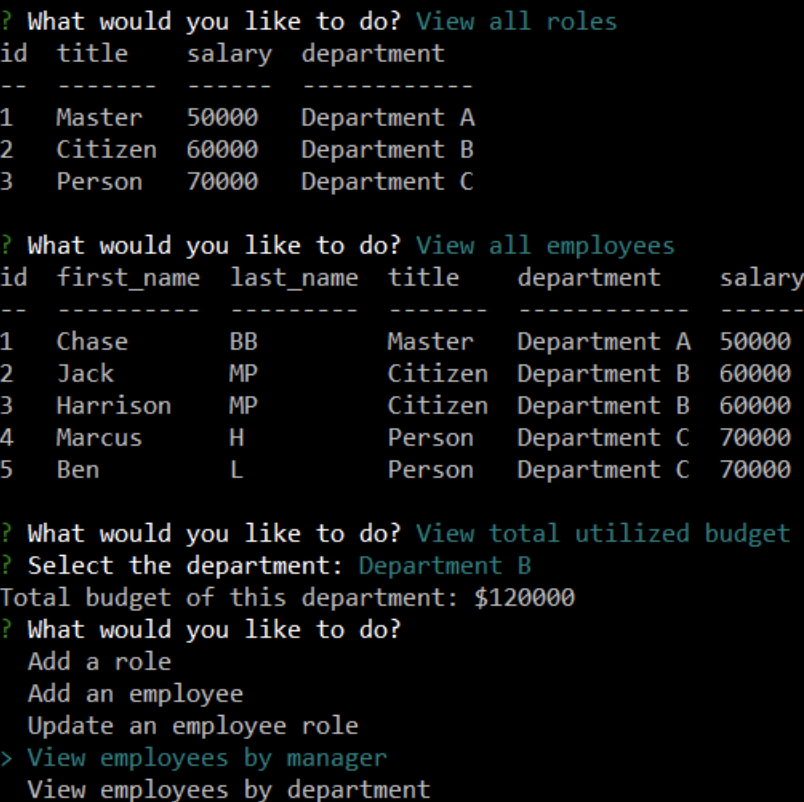 ? What would you like to do? View all roles
id  title    salary  department
--  -------  ------  ------------
1   Master   50000   Department A
2   Citizen  60000   Department B
3   Person   70000   Department C
? What would you like to do? View all employees
id  first_name  last_name  title    department    salary
--  ----------  ---------  -------  ------------  ------
1   Chase       BB         Master   Department A  50000
2   Jack        MP         Citizen  Department B  60000
3   Harrison    MP         Citizen  Department B  60000
4   Marcus      H          Person   Department C  70000
5   Ben         L          Person   Department C  70000
? What would you like to do? View total utilized budget
? Select the department: Department B
Total budget of this department: $120000
? What would you like to do?
  Add a role
  Add an employee
  Update an employee role
> View employees by manager
  View employees by department